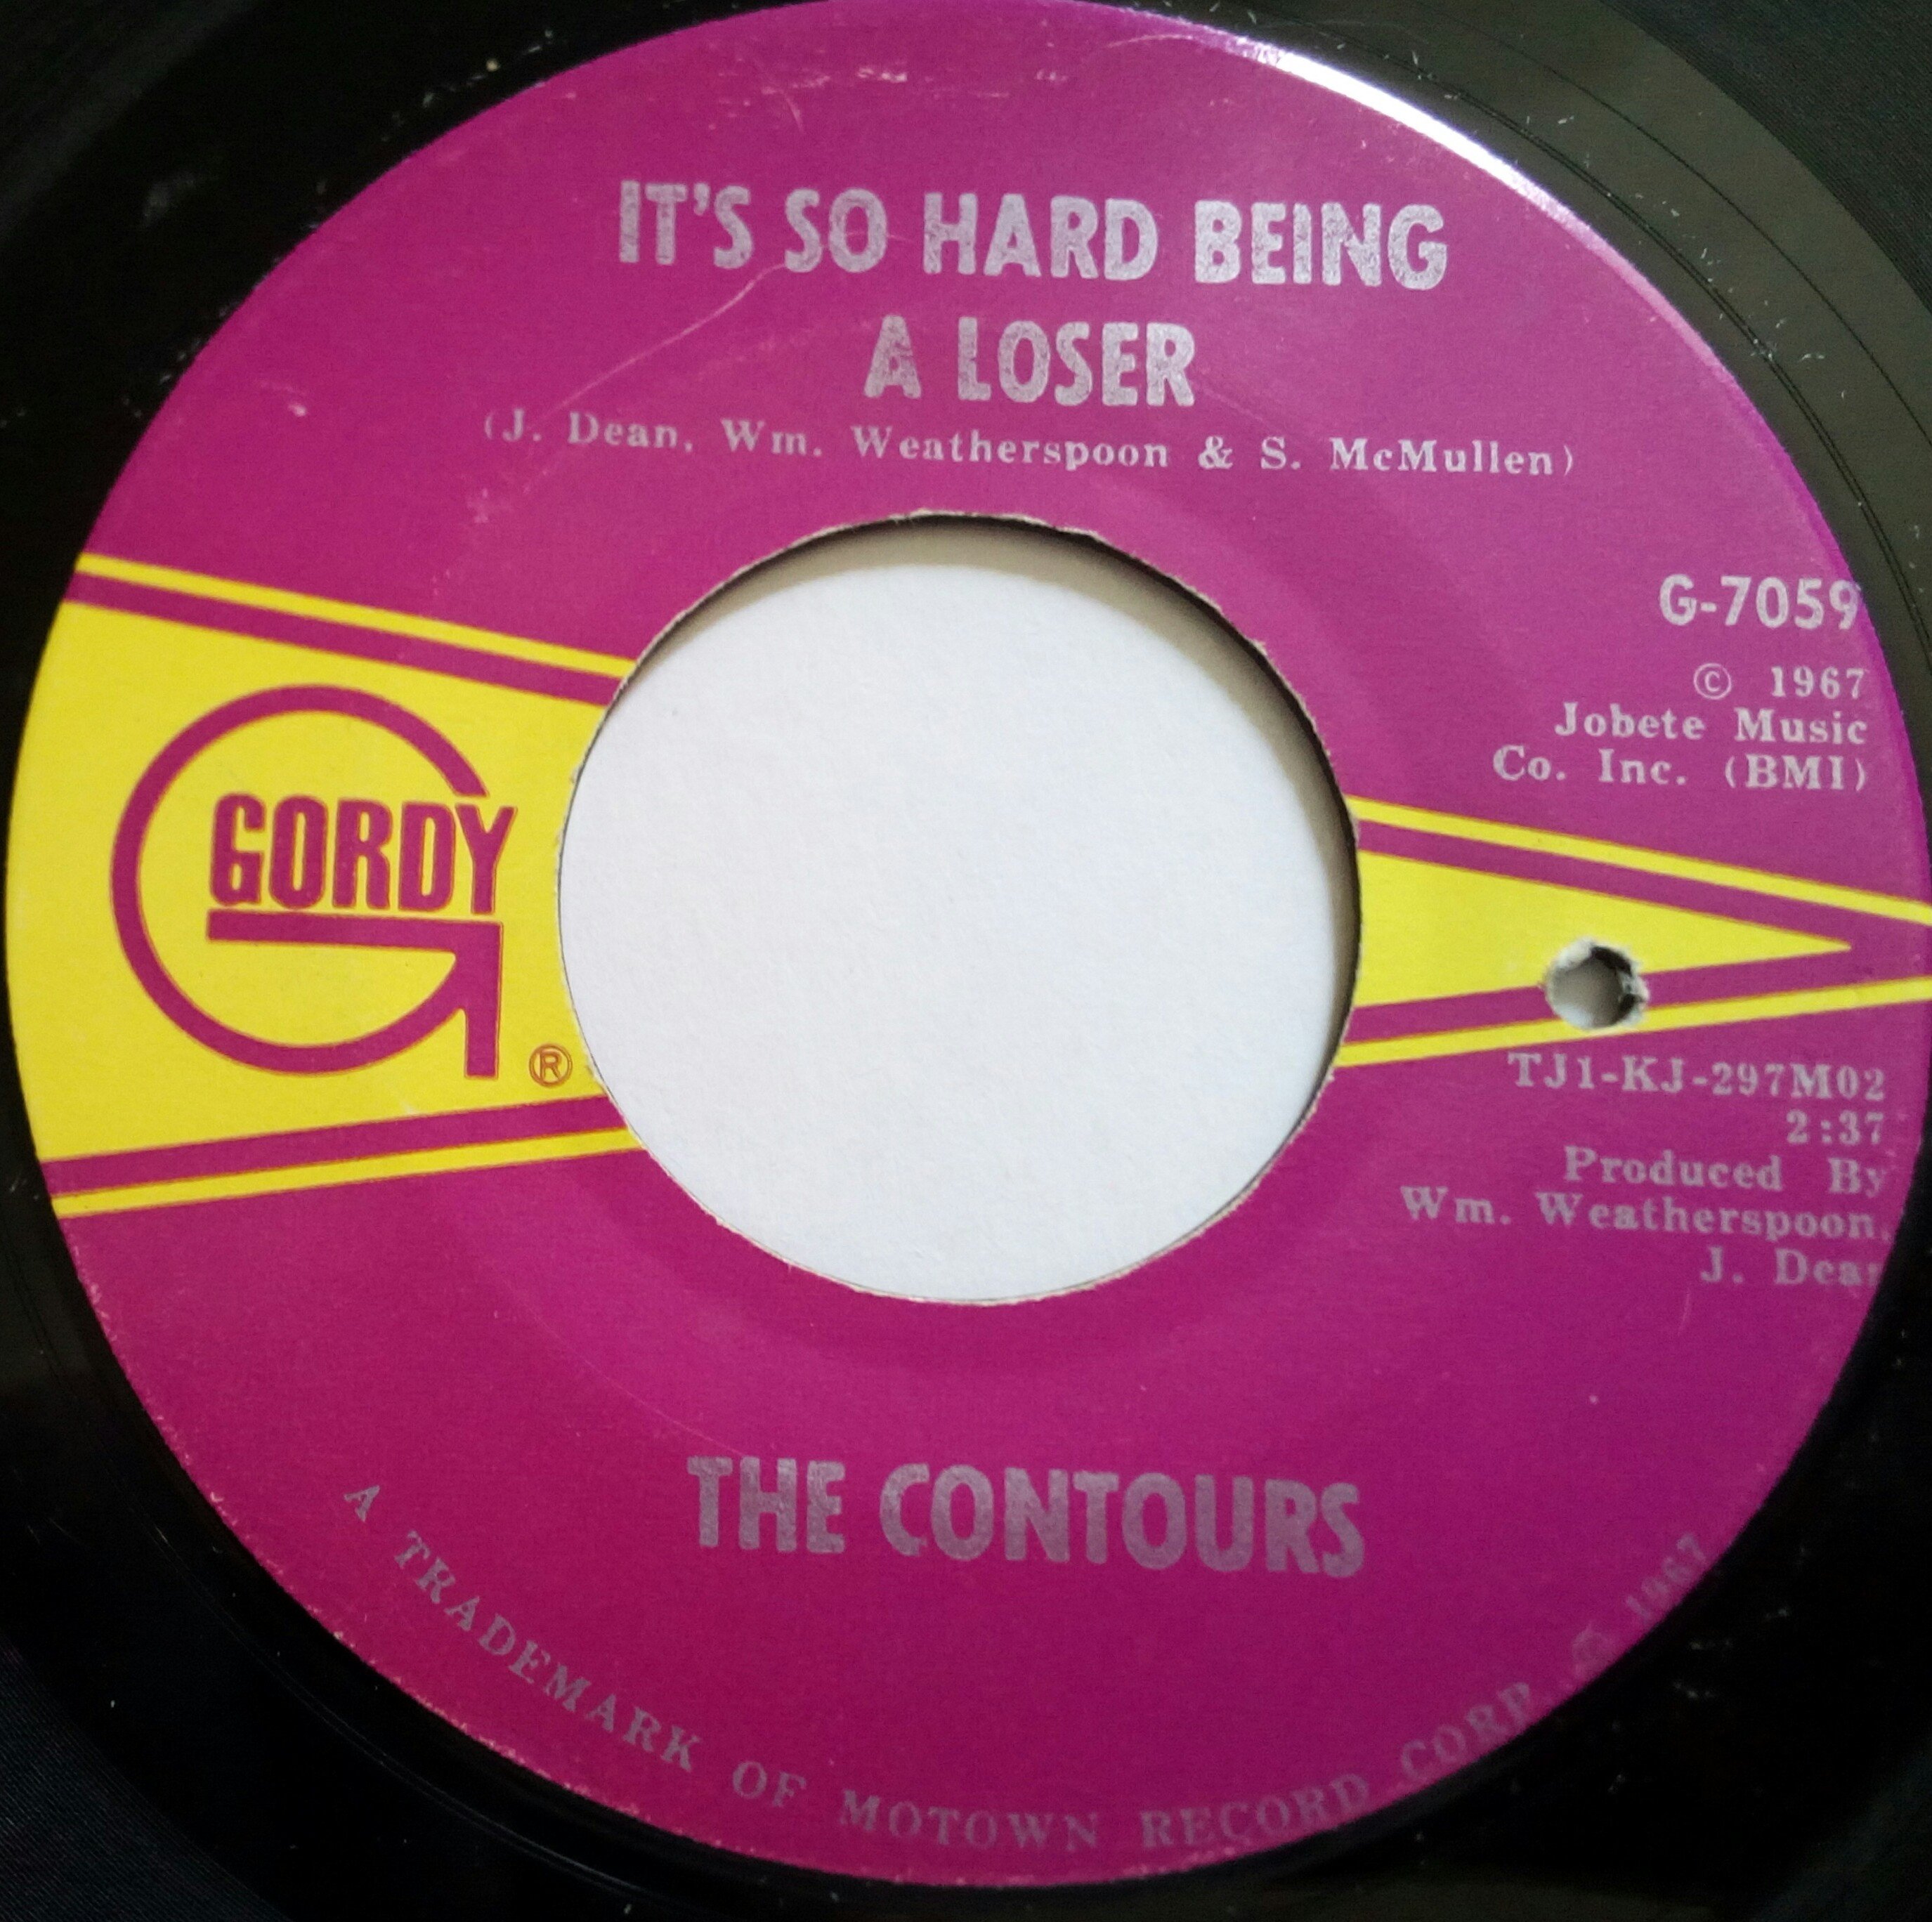 IT'S SO HARD BEING
A LOSER
(J. Dean, Wm. Weatherspoon & S. McMullen)
G-7059
© 1967
Jobete Music
Co. Inc. (BMI)
GORDY
®
TJ1-KJ-297M02
2:37
Produced By
Wm. Weatherspoon,
J. Dean
THE CONTOURS
A TRADEMARK OF MOTOWN RECORD CORP. © 1967